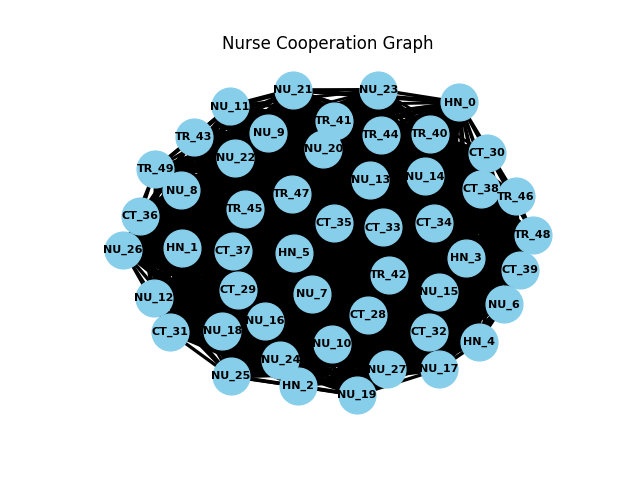 Nurse Cooperation Graph
NU_21
NU_23
HN_0
NU_11
TR_41
NU_9
TR_44
TR_40
TR_43
NU_20
CT_30
NU_22
TR_49
NU_13
NU_14
NU_8
CT_38
TR_47
TR_46
TR_45
CT_36
CT_35
CT_33
CT_34
TR_48
NU_26
HN_1
CT_37
HN_5
HN_3
CT_39
TR_42
CT_29
NU_7
NU_15
NU_12
NU_6
CT_28
NU_16
CT_31
NU_18
CT_32
HN_4
NU_10
NU_24
NU_27
NU_17
NU_25
HN_2
NU_19